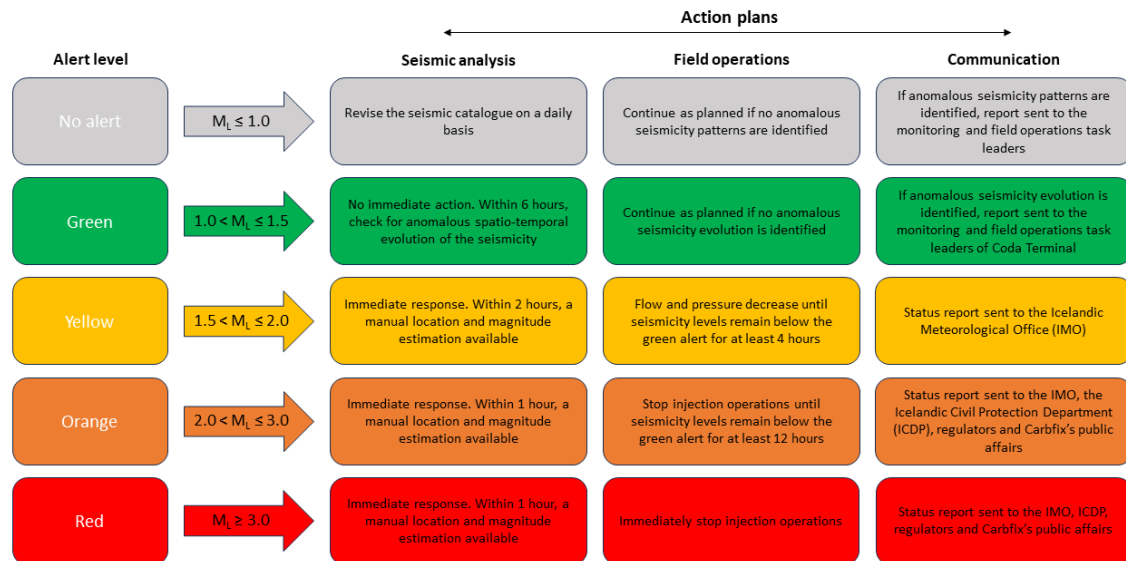 Action plans
Alert level
Seismic analysis
Field operations
Communication
No alert
M_L ≤ 1.0
Revise the seismic catalogue on a daily
basis
Continue as planned if no anomalous
seismicity patterns are identified
If anomalous seismicity patterns are
identified, report sent to the
monitoring and field operations task
leaders
Green
1.0 < M_L ≤ 1.5
No immediate action. Within 6 hours,
check for anomalous spatio-temporal
evolution of the seismicity
Continue as planned if no anomalous
seismicity evolution is identified
If anomalous seismicity evolution is
identified, report sent to the
monitoring and field operations task
leaders of Coda Terminal
Yellow
1.5 < M_L ≤ 2.0
Immediate response. Within 2 hours, a
manual location and magnitude
estimation available
Flow and pressure decrease until
seismicity levels remain below the
green alert for at least 4 hours
Status report sent to the Icelandic
Meteorological Office (IMO)
Orange
2.0 < M_L ≤ 3.0
Immediate response. Within 1 hour, a
manual location and magnitude
estimation available
Stop injection operations until
seismicity levels remain below the
green alert for at least 12 hours
Status report sent to the IMO, the
Icelandic Civil Protection Department
(ICDP), regulators and Carbfix's public
affairs
Red
M_L ≥ 3.0
Immediate response. Within 1 hour, a
manual location and magnitude
estimation available
Immediately stop injection operations
Status report sent to the IMO, ICDP,
regulators and Carbfix's public affairs